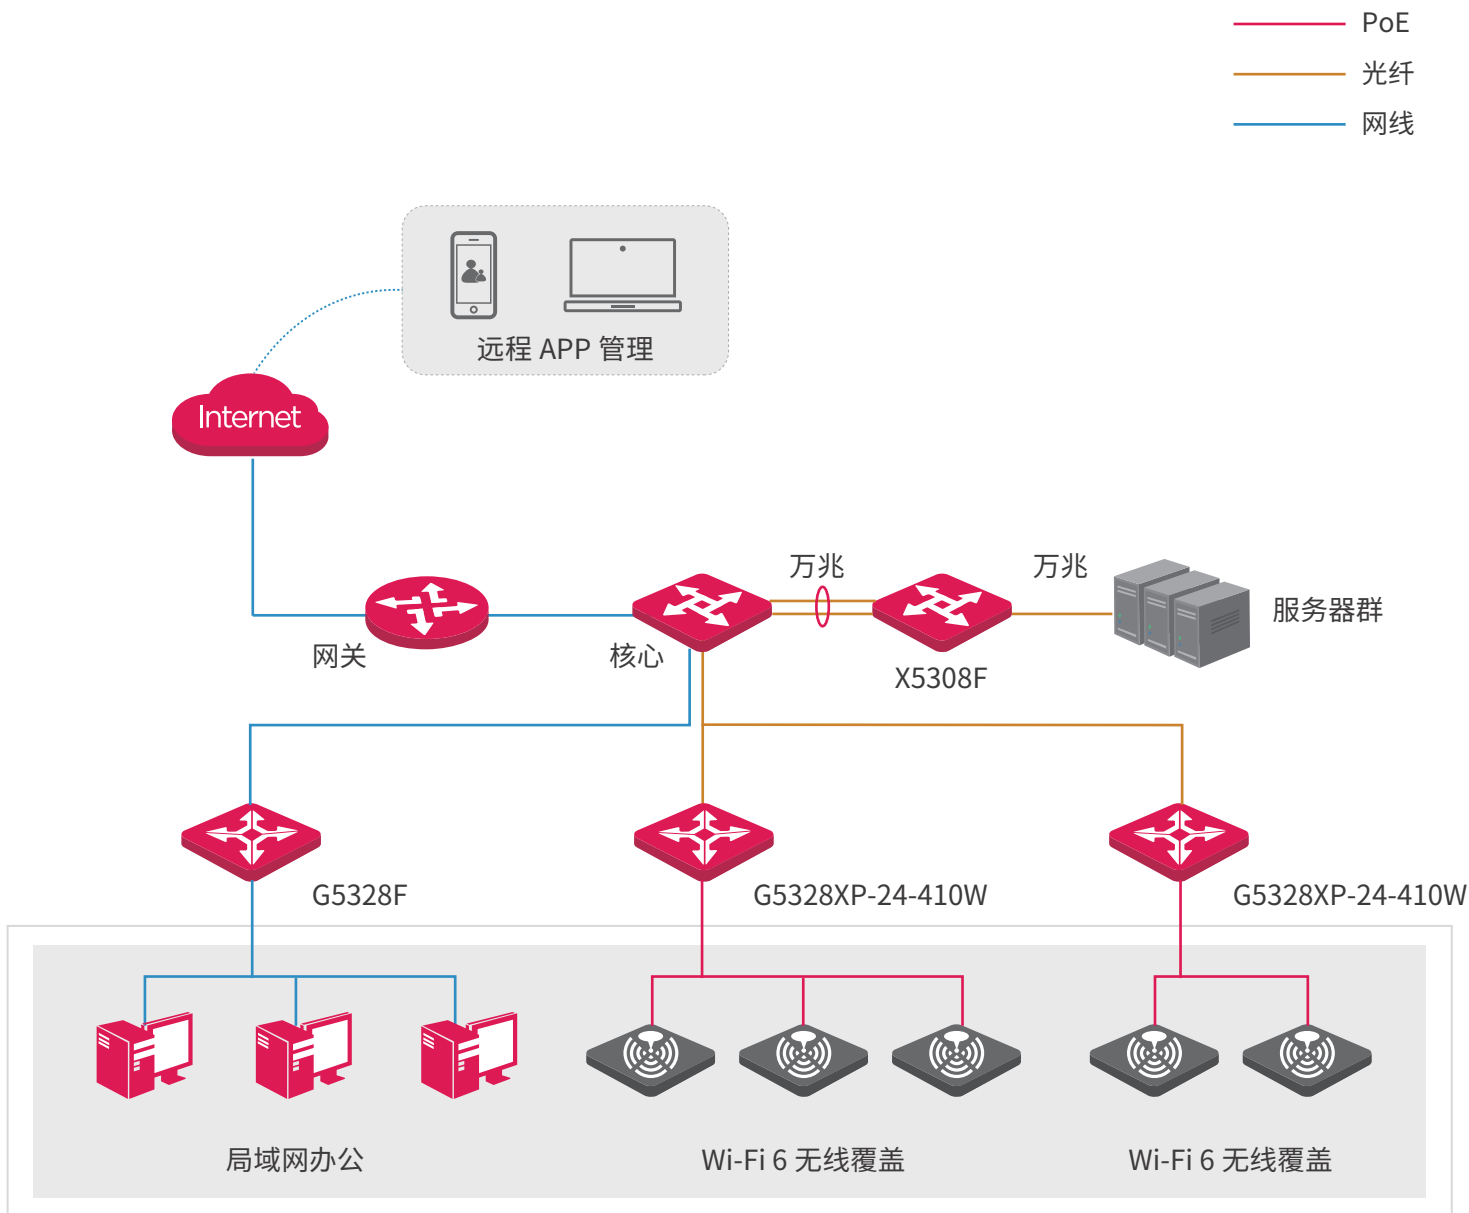 PoE
光纤
网线
远程 APP 管理
Internet
万兆
万兆
服务器群
网关
核心
X5308F
G5328F
G5328XP-24-410W
G5328XP-24-410W
局域网办公
Wi-Fi 6 无线覆盖
Wi-Fi 6 无线覆盖